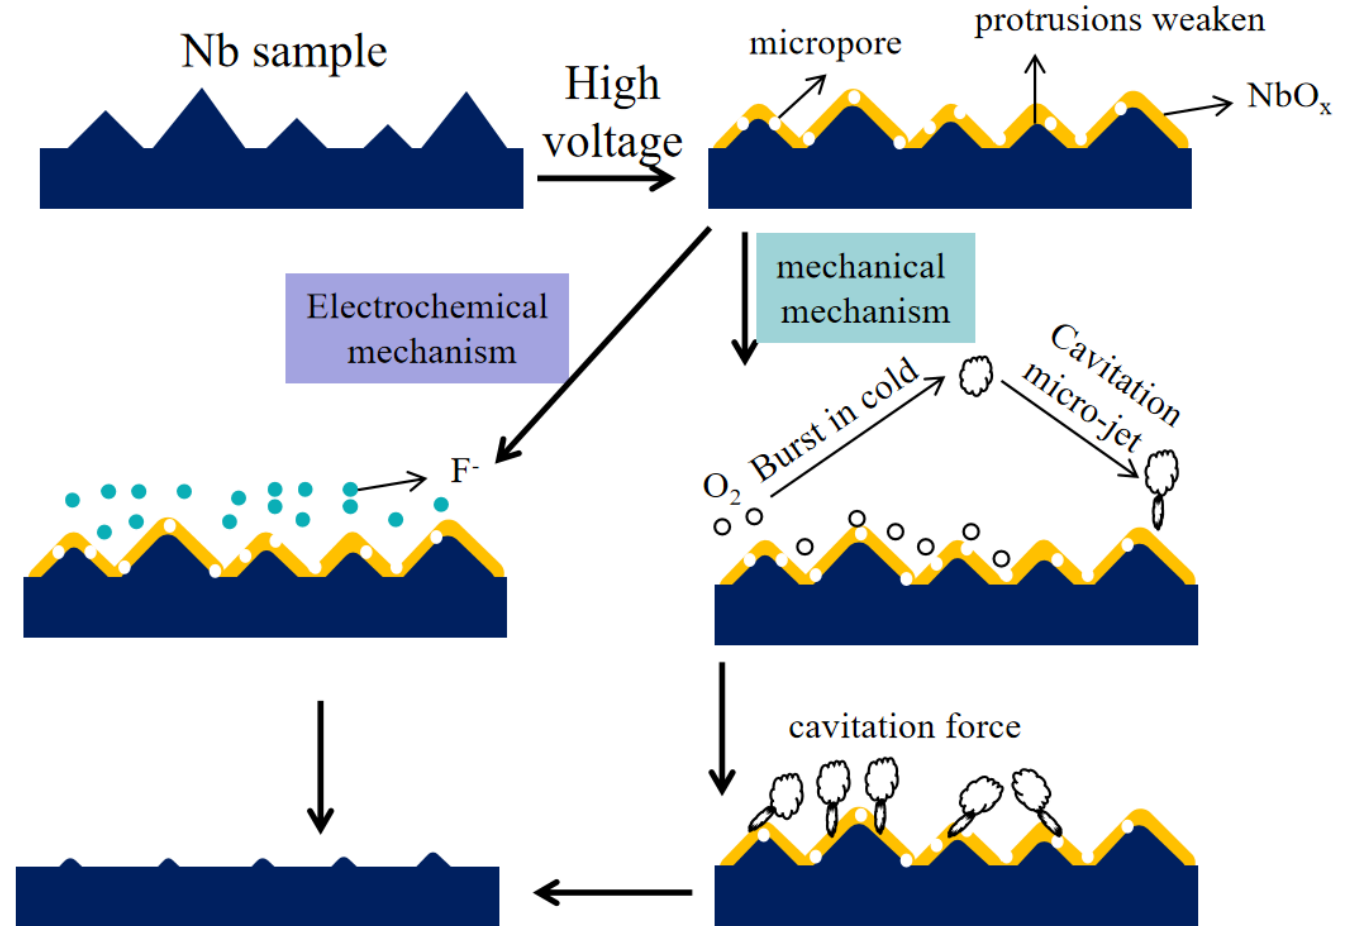 Nb sample
High
voltage
micropore
protrusions weaken
NbOₓ
Electrochemical
mechanism
mechanical
mechanism
F⁻
O₂
Burst in cold
Cavitation
micro-jet
cavitation force